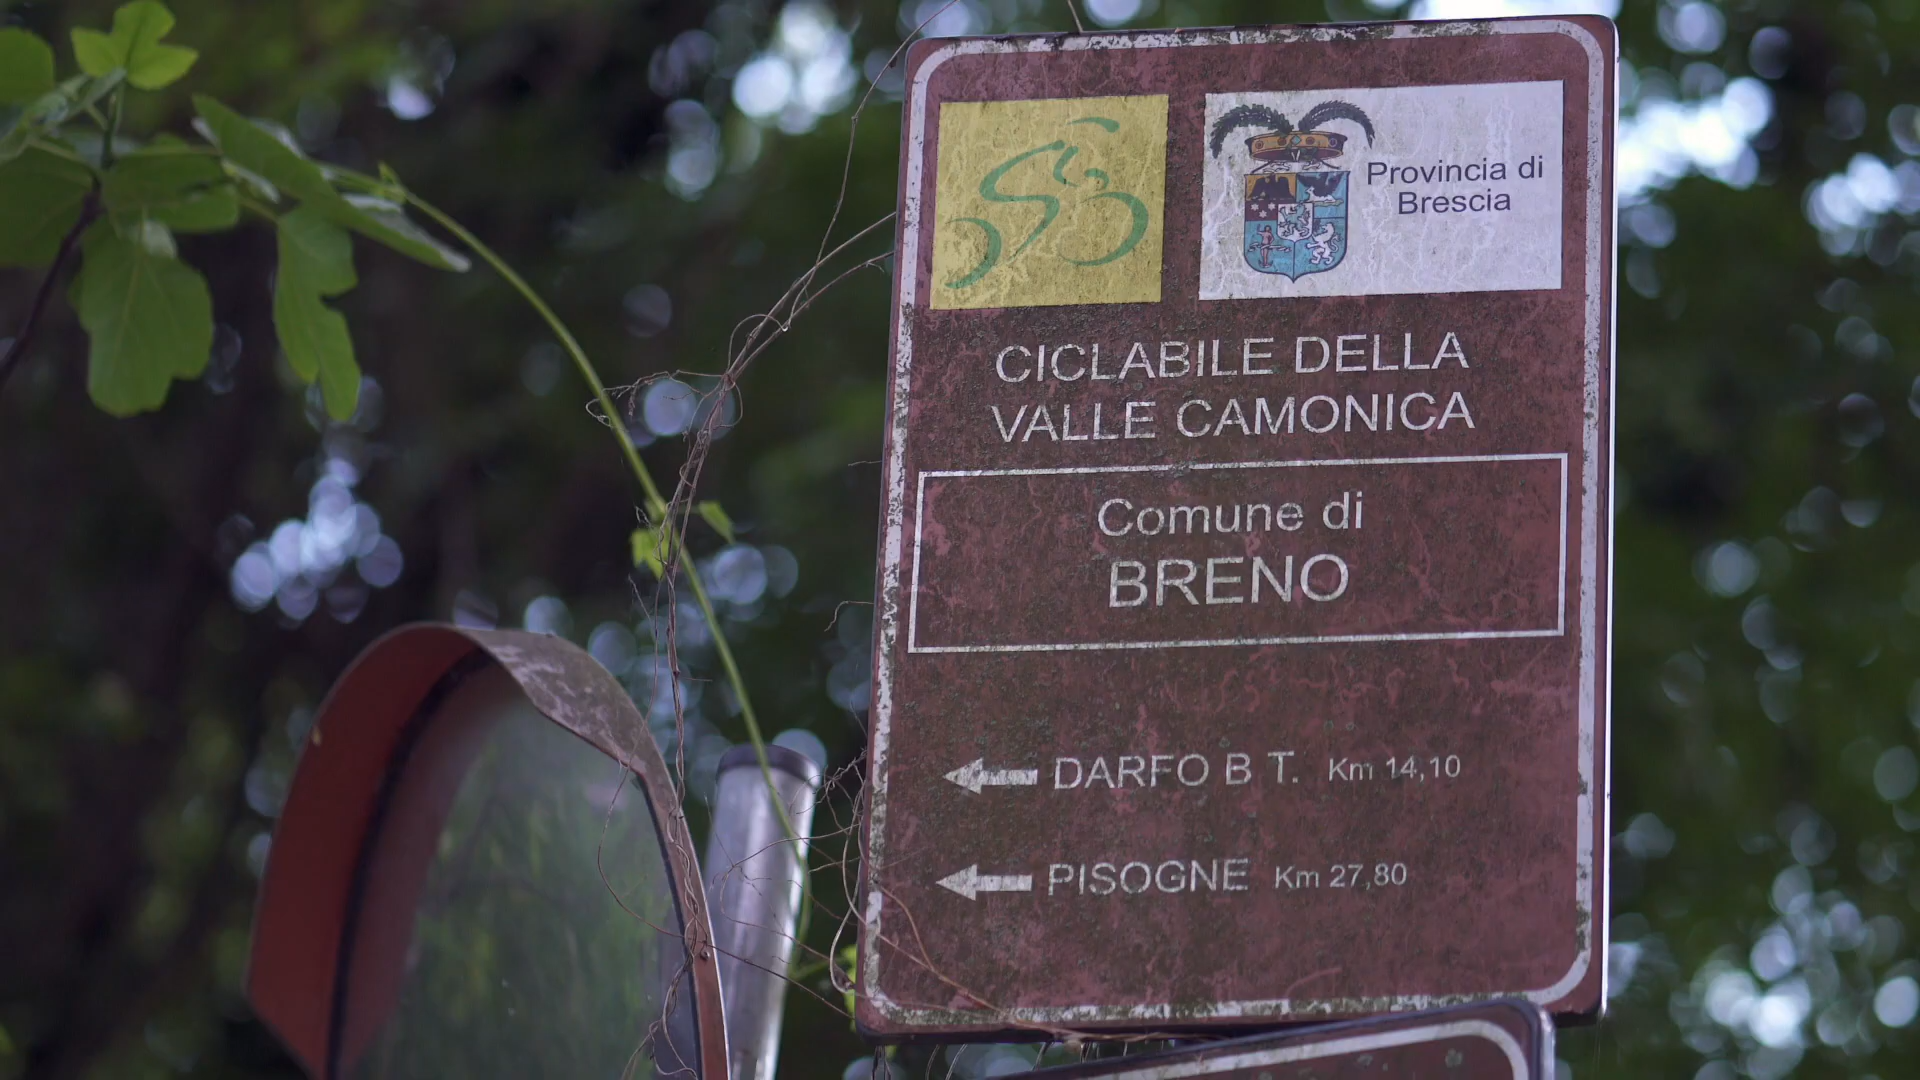 Provincia di
Brescia
CICLABILE DELLA
VALLE CAMONICA
Comune di
BRENO
DARFO B T. Km 14,10
PISOGNE Km 27,80